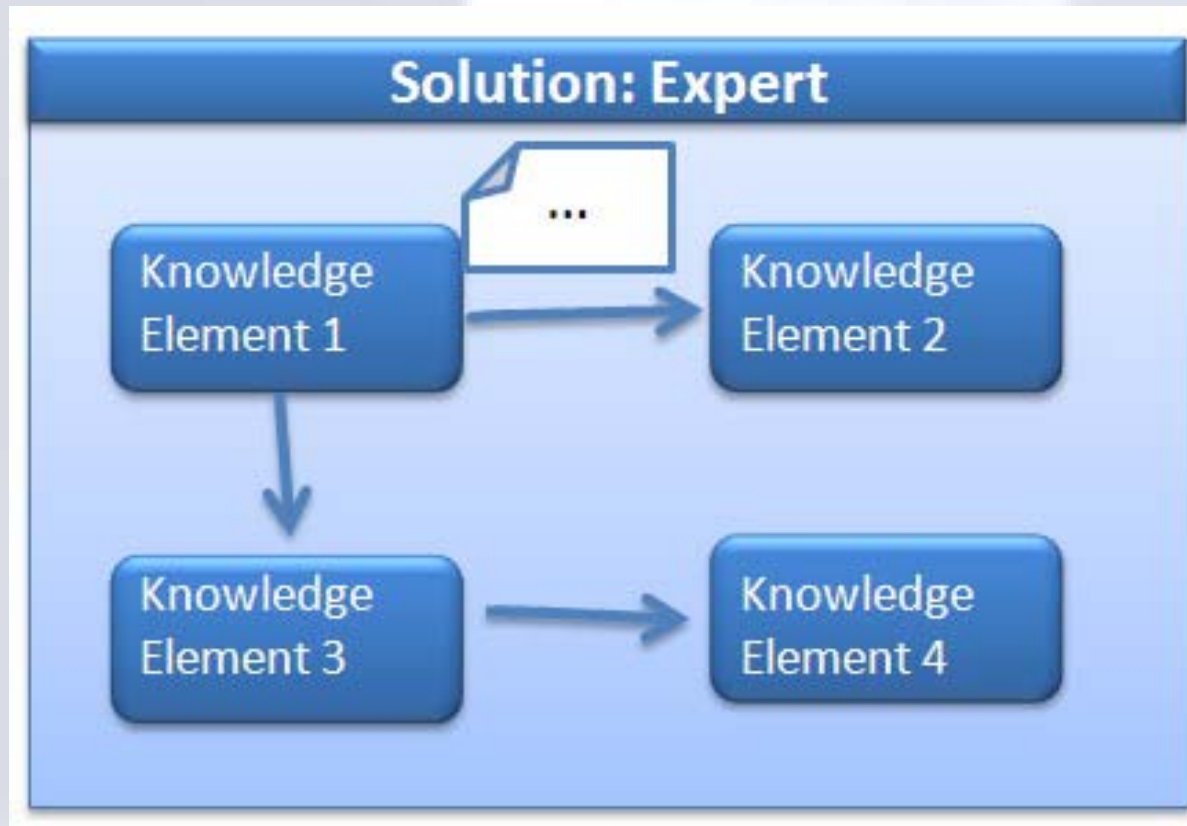 Solution: Expert
...
Knowledge
Element 1
Knowledge
Element 2
Knowledge
Element 3
Knowledge
Element 4